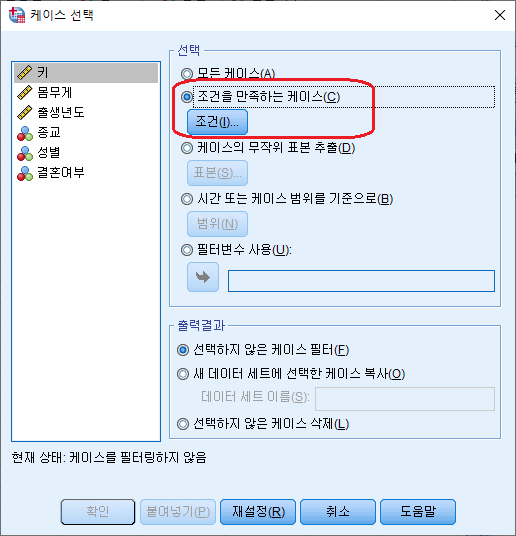 케이스 선택
키
몸무게
출생년도
종교
성별
결혼여부
선택
모든 케이스(A)
조건을 만족하는 케이스(C)
조건(I)...
케이스의 무작위 표본 추출(D)
표본(S)...
시간 또는 케이스 범위를 기준으로(B)
범위(N)
필터변수 사용(U):
출력결과
선택하지 않은 케이스 필터(F)
새 데이터 세트에 선택한 케이스 복사(O)
데이터 세트 이름(S):
선택하지 않은 케이스 삭제(L)
현재 상태: 케이스를 필터링하지 않음
확인 붙여넣기(P) 재설정(R) 취소 도움말